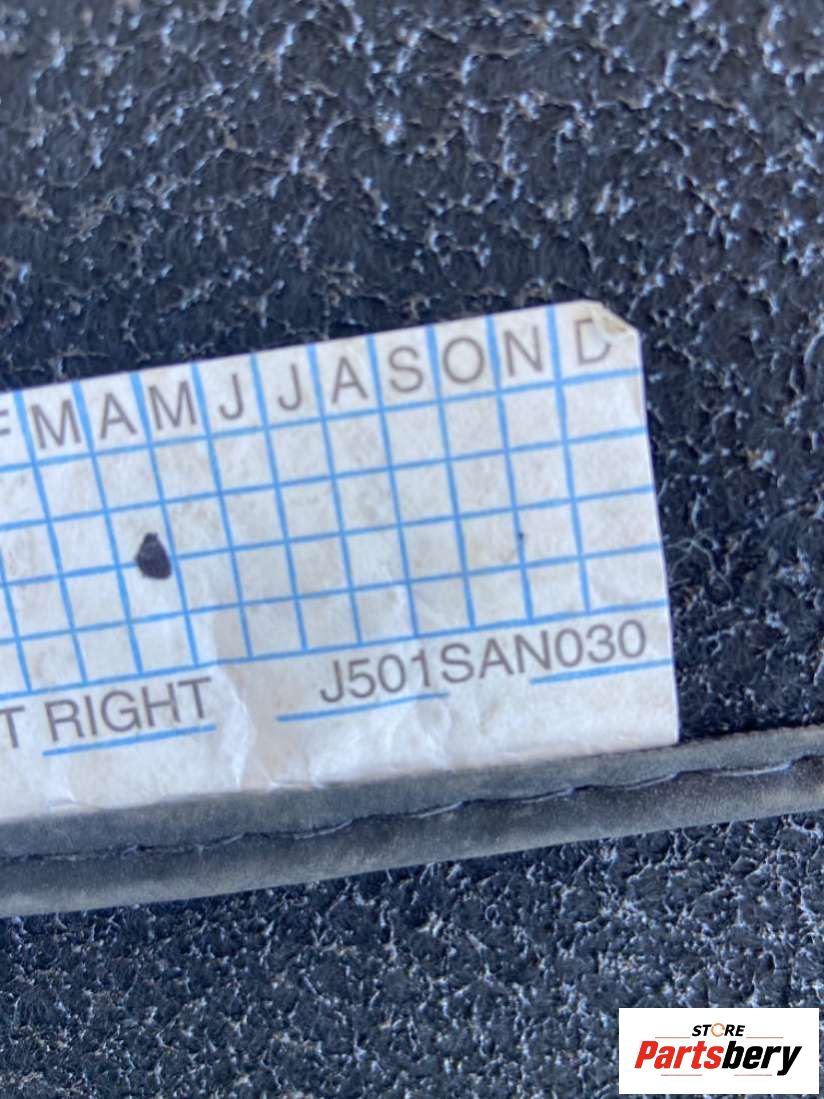 F M A M J J A S O N D
T RIGHT J501SAN030
STORE
Partsbery